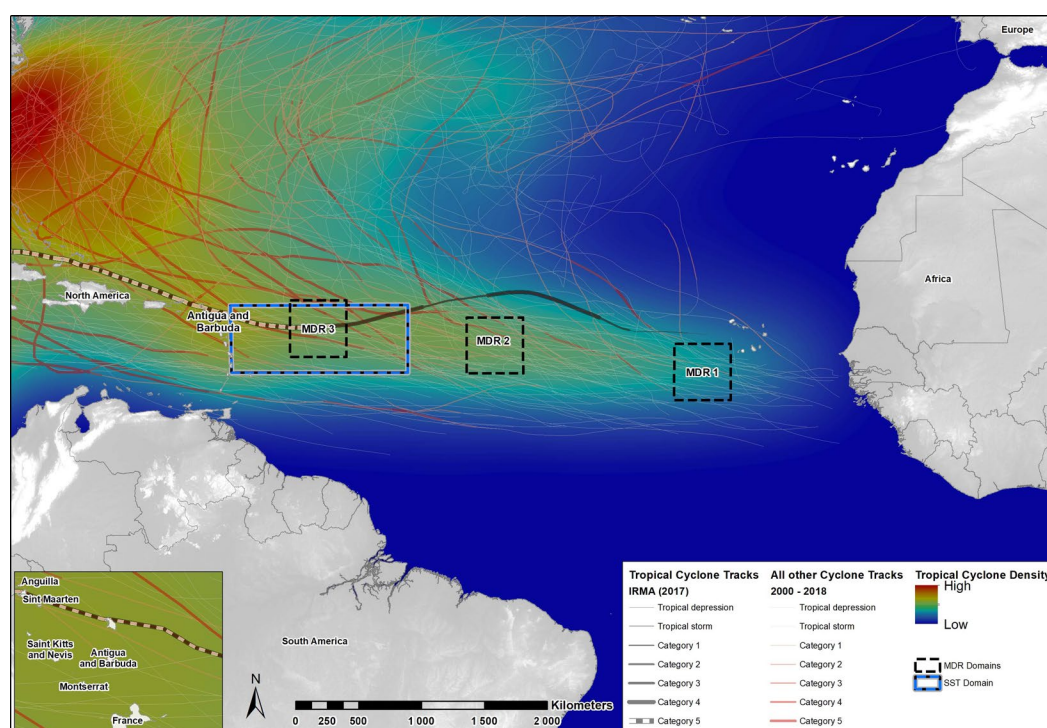 Europe
Africa
North America
Antigua and
Barbuda
MDR 3
MDR 2
MDR 1
South America
Anguilla
Sint Maarten
Saint Kitts
and Nevis
Antigua
and Barbuda
Montserrat
France
N
Kilometers
0 250 500 1 000 1 500 2 000
Tropical Cyclone Tracks
IRMA (2017)
Tropical depression
Tropical storm
Category 1
Category 2
Category 3
Category 4
Category 5
All other Cyclone Tracks
2000 - 2018
Tropical depression
Tropical storm
Category 1
Category 2
Category 3
Category 4
Category 5
Tropical Cyclone Density
High
Low
MDR Domains
SST Domain